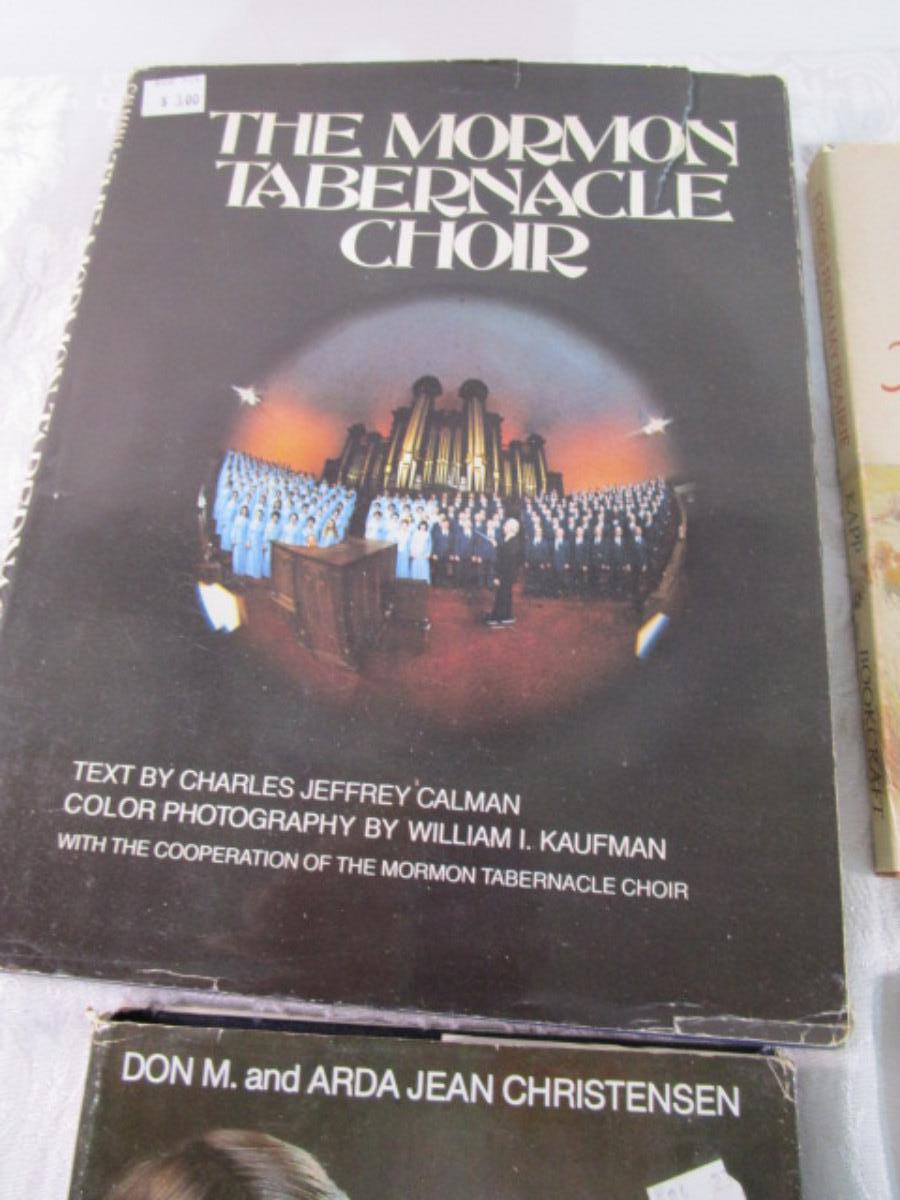 $ 3.00
THE MORMON
TABERNACLE
CHOIR
TEXT BY CHARLES JEFFREY CALMAN
COLOR PHOTOGRAPHY BY WILLIAM I. KAUFMAN
WITH THE COOPERATION OF THE MORMON TABERNACLE CHOIR
KAPP
BOOKCRAFT
DON M. and ARDA JEAN CHRISTENSEN